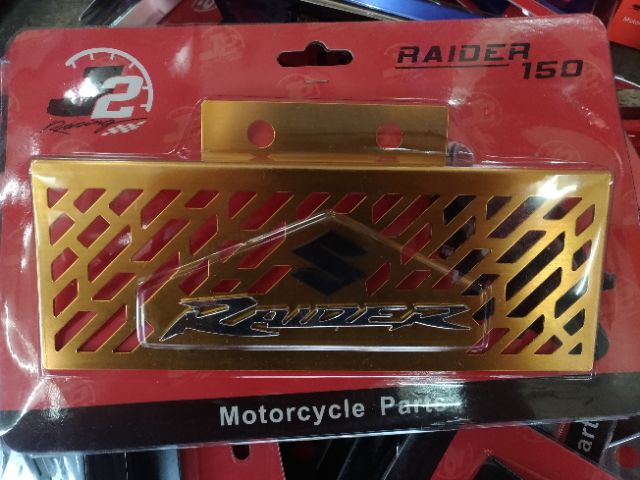 J2
Racing
RAIDER
150
RAIDER
Motorcycle Parts